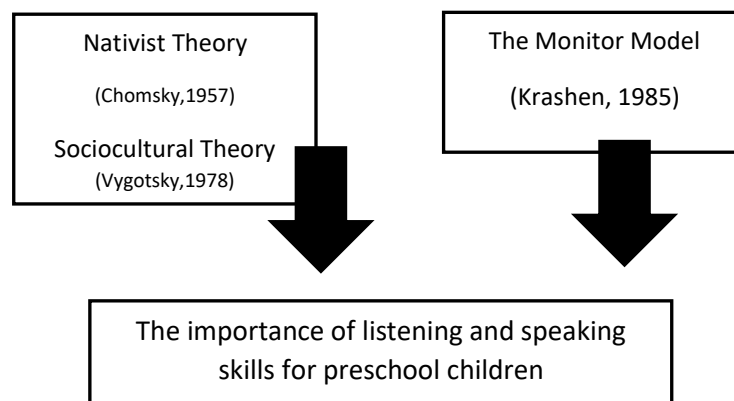 Nativist Theory
(Chomsky,1957)
Sociocultural Theory
(Vygotsky,1978)
The Monitor Model
(Krashen, 1985)
The importance of listening and speaking
skills for preschool children